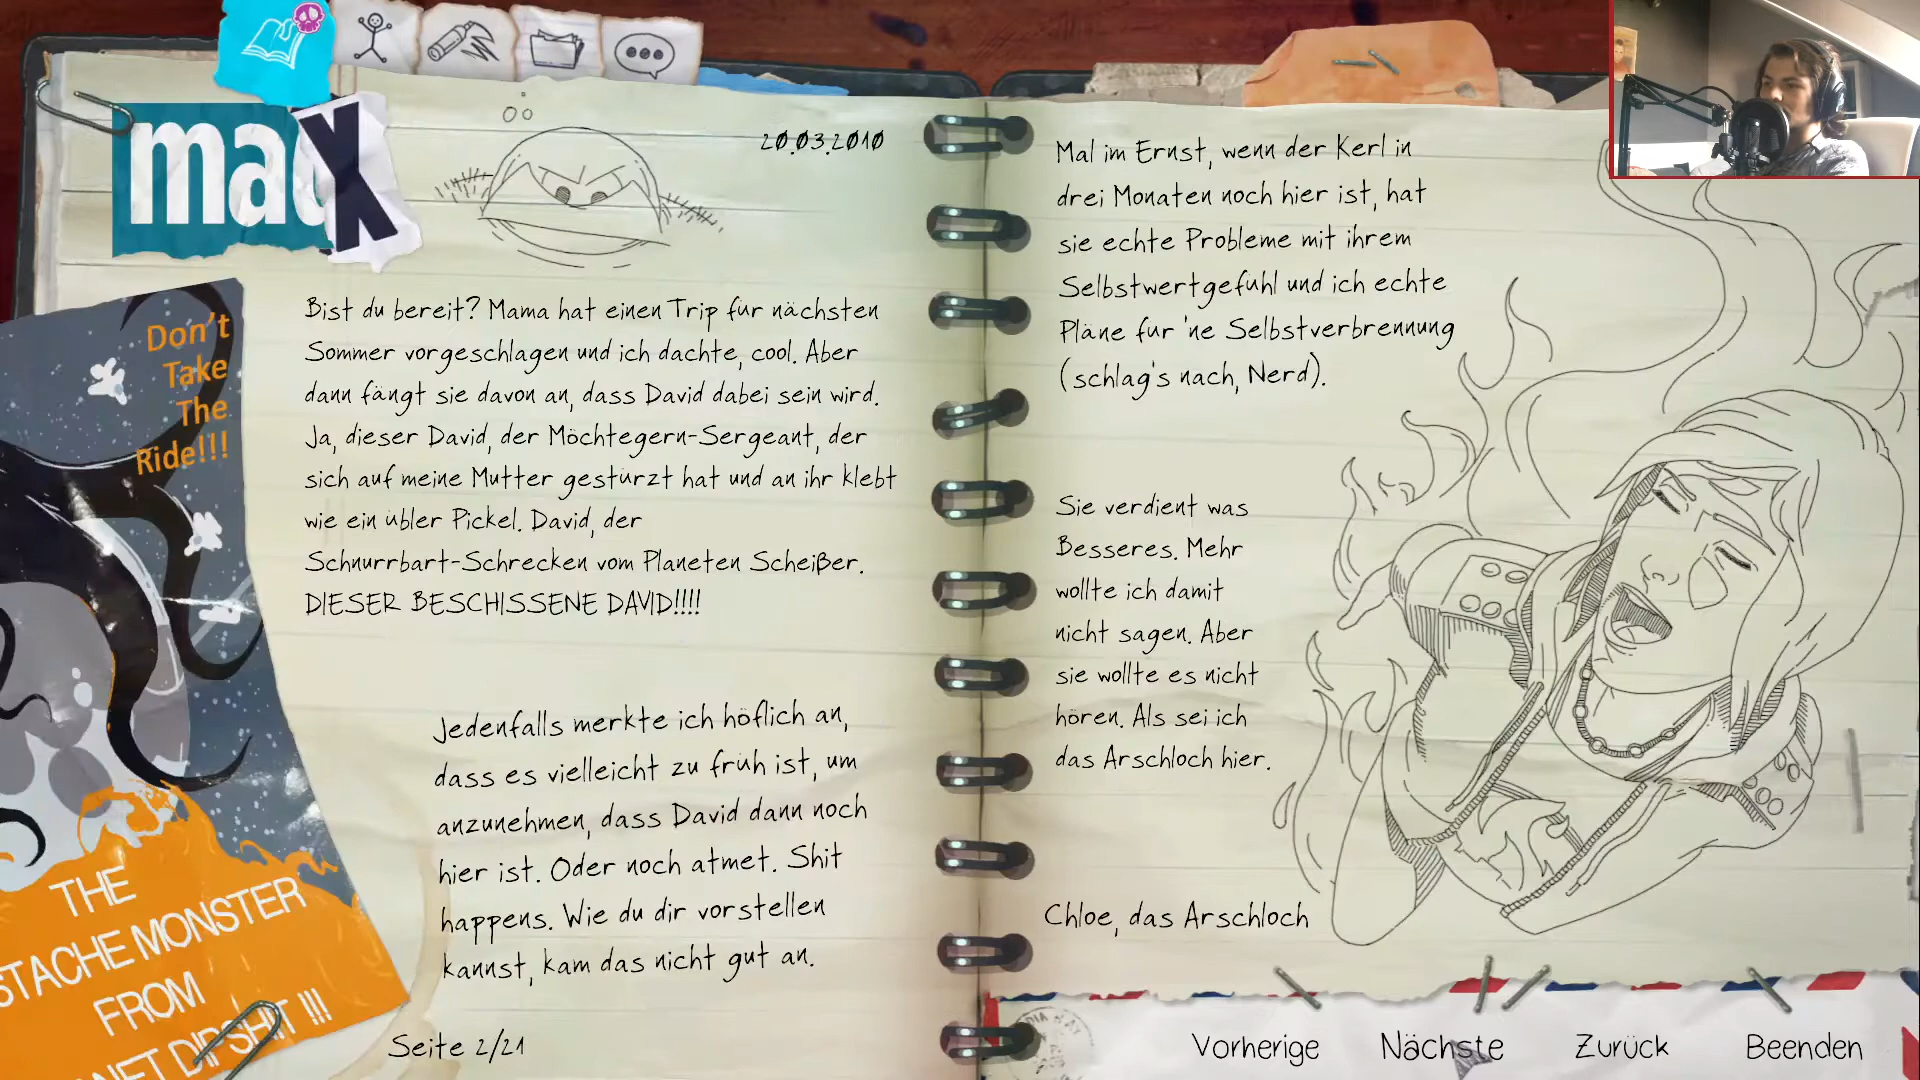 maX
20.03.2010
Bist du bereit? Mama hat einen Trip für nächsten
Sommer vorgeschlagen und ich dachte, cool. Aber
dann fängt sie davon an, dass David dabei sein wird.
Ja, dieser David, der Möchtegern-Sergeant, der
sich auf meine Mutter gestürzt hat und an ihr klebt
wie ein übler Pickel. David, der
Schnurrbart-Schrecken vom Planeten Scheißer.
DIESER BESCHISSENE DAVID!!!!
Jedenfalls merkte ich höflich an,
dass es vielleicht zu früh ist, um
anzunehmen, dass David dann noch
hier ist. Oder noch atmet. Shit
happens. Wie du dir vorstellen
kannst, kam das nicht gut an.
Seite 2/21
Don't
Take
The
Ride!!!
THE
STACHE MONSTER
FROM
NET DIPSHIT !!!
Mal im Ernst, wenn der Kerl in
drei Monaten noch hier ist, hat
sie echte Probleme mit ihrem
Selbstwertgefühl und ich echte
Pläne für 'ne Selbstverbrennung
(schlag's nach, Nerd).
Sie verdient was
Besseres. Mehr
wollte ich damit
nicht sagen. Aber
sie wollte es nicht
hören. Als sei ich
das Arschloch hier.
Chloe, das Arschloch
Vorherige
Nächste
Zurück
Beenden